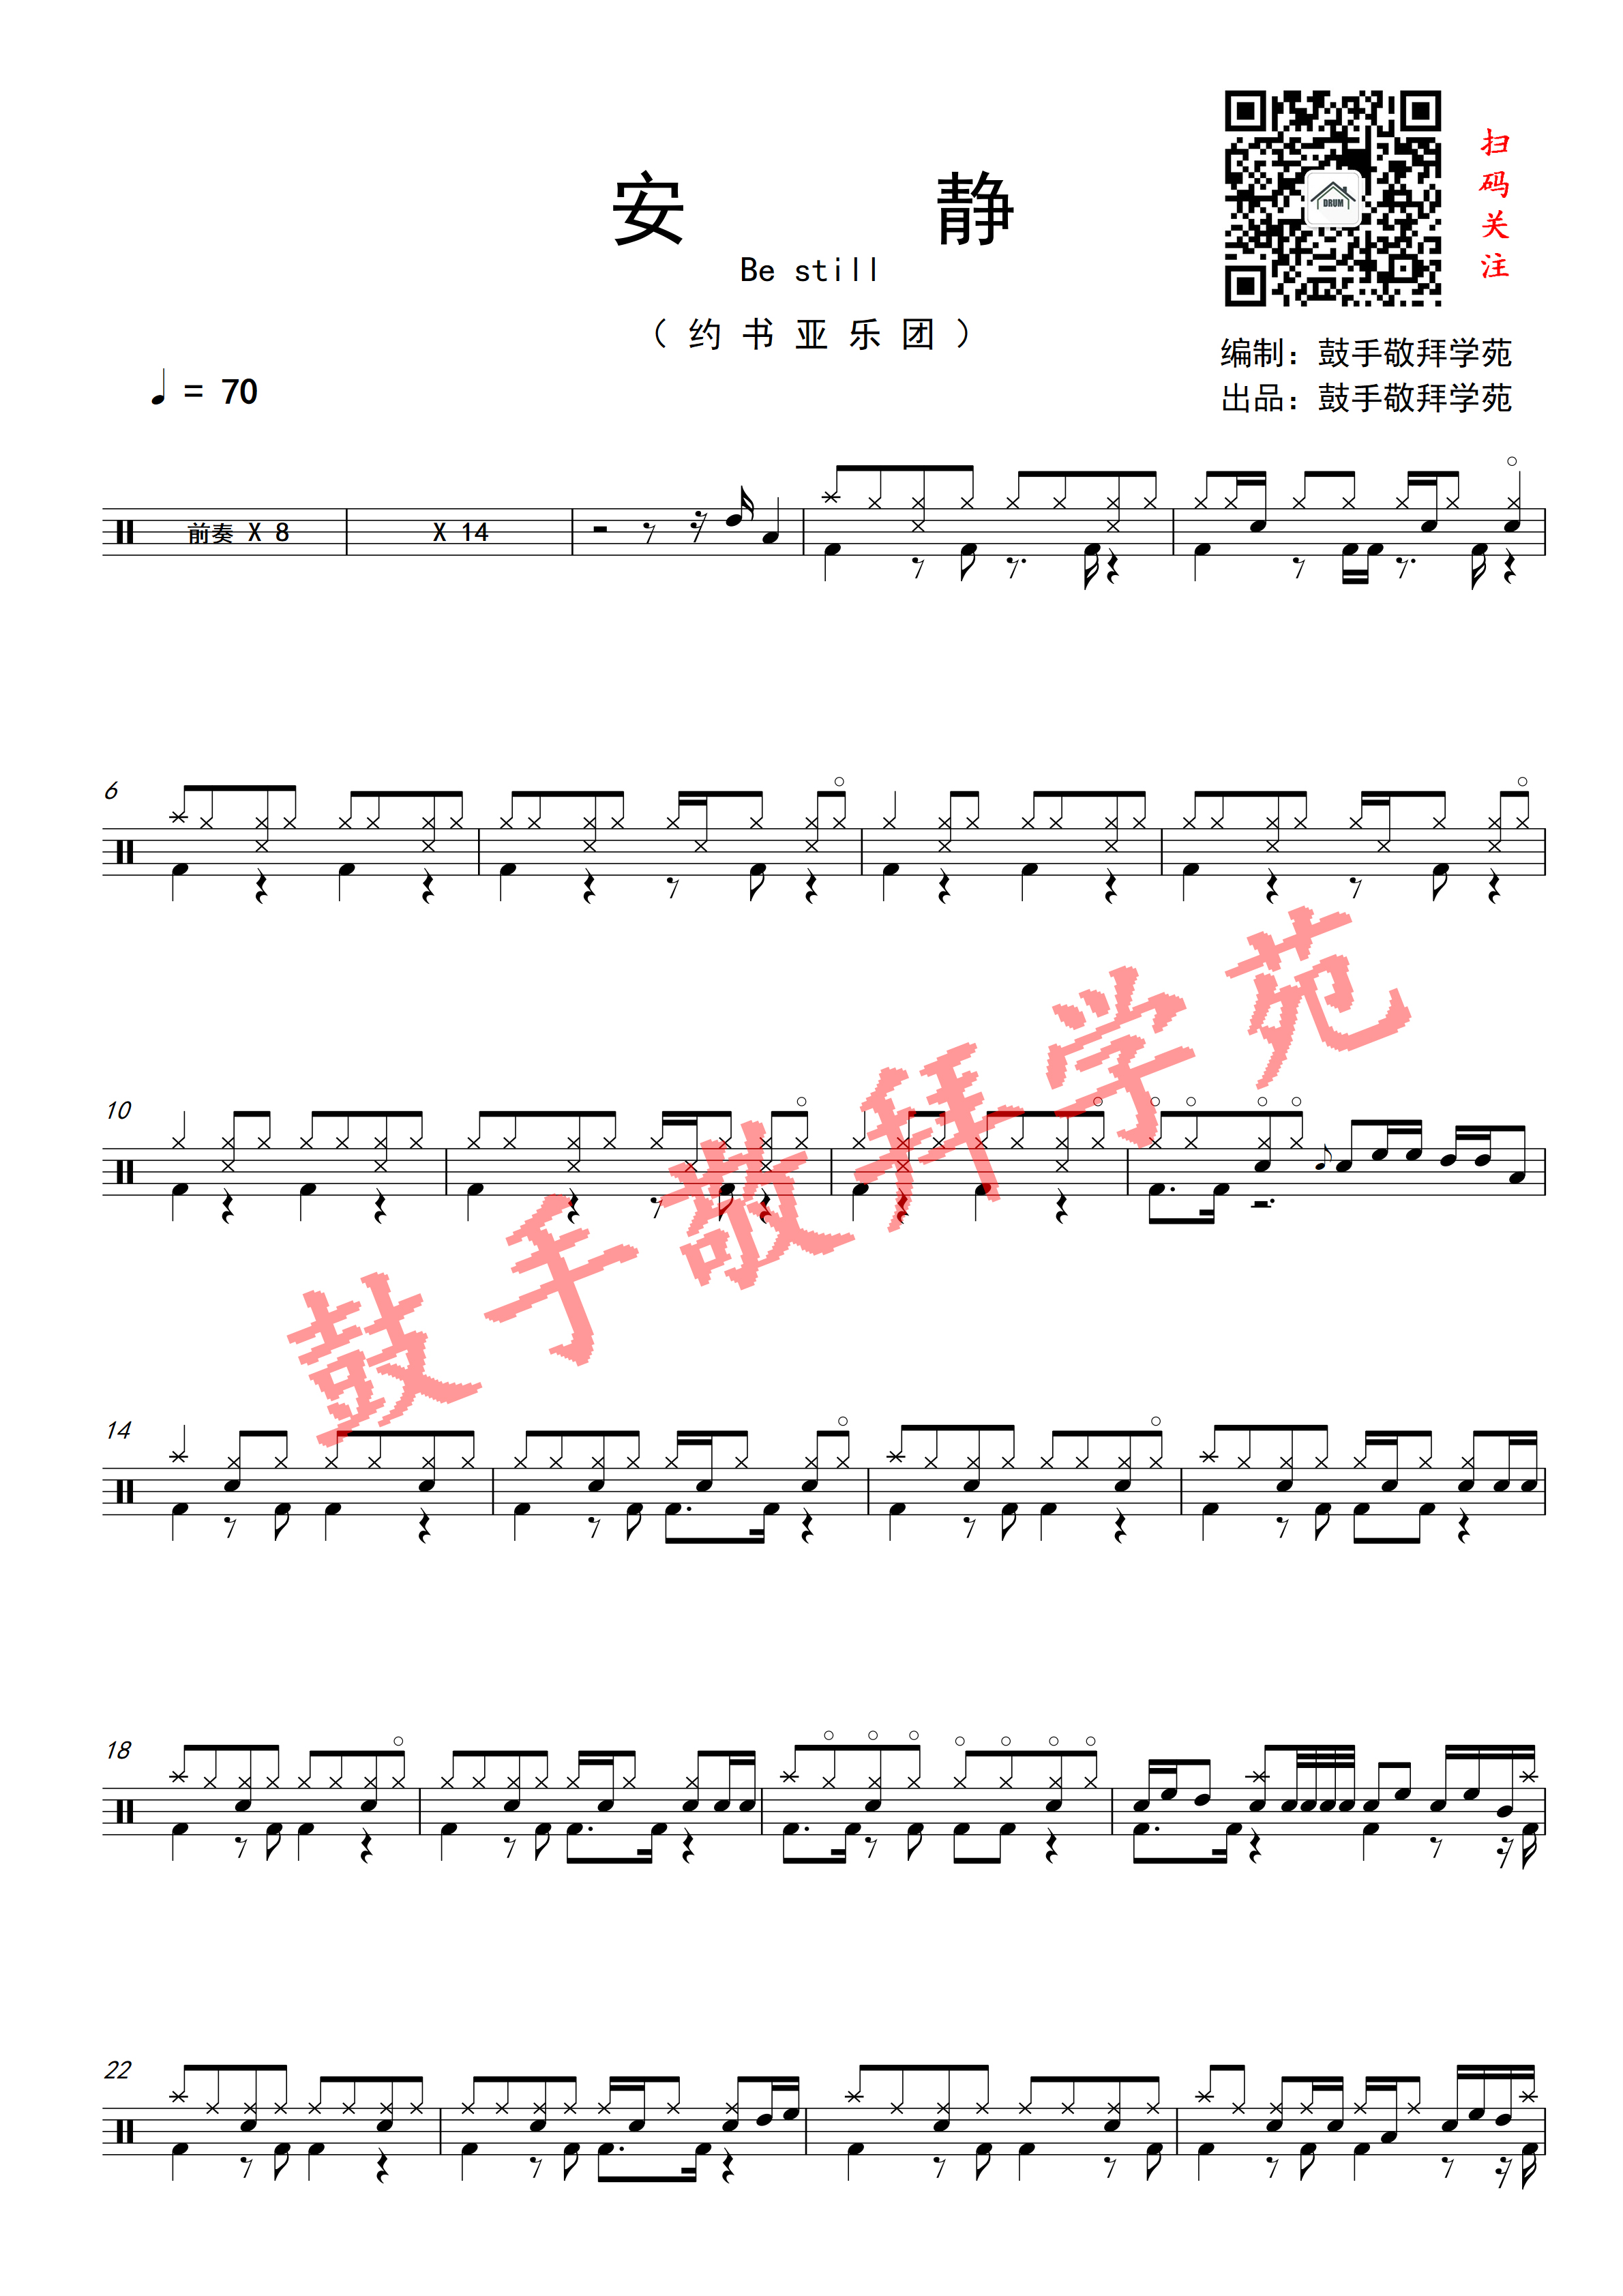 安 静
Be still
（约书亚乐团）
扫码关注
DRUM
编制：鼓手敬拜学苑
出品：鼓手敬拜学苑
= 70
前奏 X 8
X 14
6
10
鼓手敬拜学苑
14
18
22